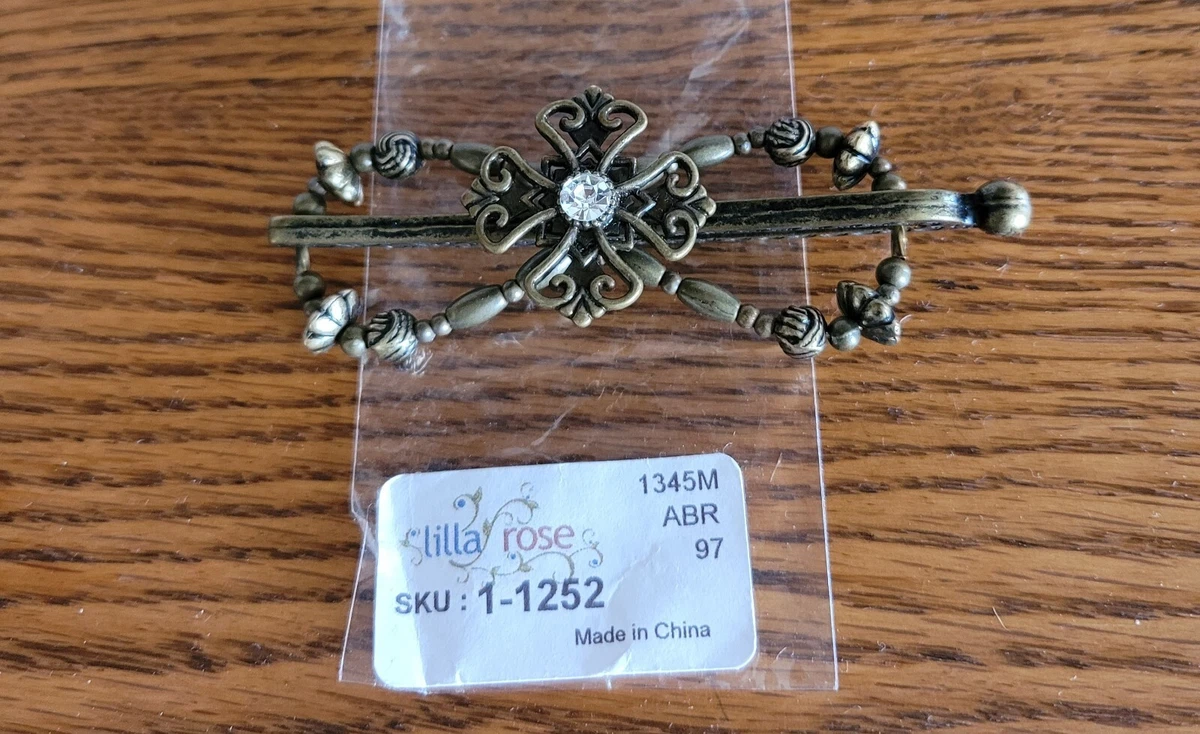 1345M
ABR
97
lilla rose
SKU : 1-1252
Made in China